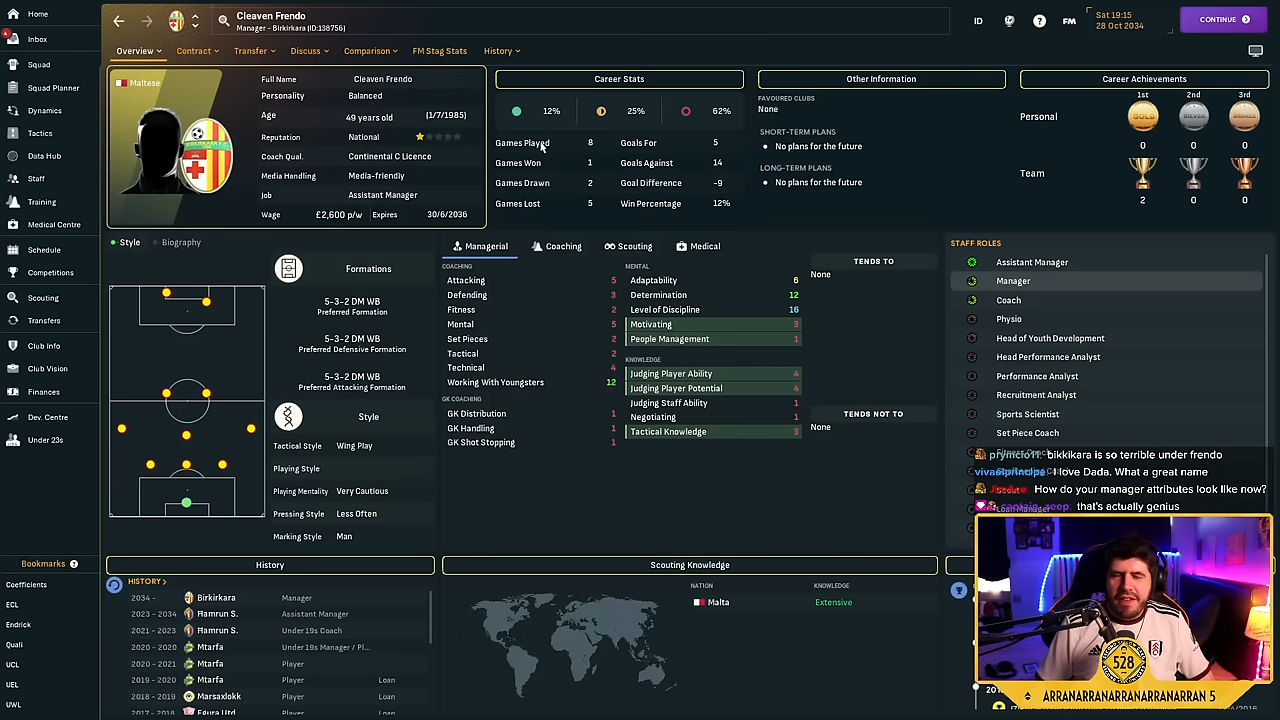 Home
4
Inbox
Squad
Squad Planner
Dynamics
Tactics
Data Hub
Staff
Training
Medical Centre
Schedule
Competitions
Scouting
Transfers
Club Info
Club Vision
Finances
Dev. Centre
Under 23s
Bookmarks
Coefficients
ECL
Endrick
Quali
UCL
UEL
UWL
Cleaven Frendo
Manager - Birkirkara (ID:138756)
ID
?
FM
Sat 19:15
28 Oct 2034
CONTINUE
Overview
Contract
Transfer
Discuss
Comparison
FM Stag Stats
History
Maltese
BIRKIRKARA F.C.
Full Name Cleaven Frendo
Personality Balanced
Age 49 years old (1/7/1985)
Reputation National
Coach Qual. Continental C Licence
Media Handling Media-friendly
Job Assistant Manager
Wage £2,600 p/w Expires 30/6/2036
Career Stats
12% 25% 62%
Games Played 8 Goals For 5
Games Won 1 Goals Against 14
Games Drawn 2 Goal Difference -9
Games Lost 5 Win Percentage 12%
Other Information
FAVOURED CLUBS
None
SHORT-TERM PLANS
No plans for the future
LONG-TERM PLANS
No plans for the future
Career Achievements
1st 2nd 3rd
GOLD SILVER BRONZE
Personal
0 0 0
Team
2 0 0
Style
Biography
Formations
5-3-2 DM WB
Preferred Formation
5-3-2 DM WB
Preferred Defensive Formation
5-3-2 DM WB
Preferred Attacking Formation
Style
Tactical Style Wing Play
Playing Style
Playing Mentality Very Cautious
Pressing Style Less Often
Marking Style Man
Managerial
Coaching
Scouting
Medical
COACHING
Attacking 5
Defending 3
Fitness 2
Mental 5
Set Pieces 2
Tactical 2
Technical 4
Working With Youngsters 12
GK COACHING
GK Distribution 1
GK Handling 1
GK Shot Stopping 1
MENTAL
Adaptability 6
Determination 12
Level of Discipline 16
Motivating 3
People Management 1
KNOWLEDGE
Judging Player Ability 4
Judging Player Potential 4
Judging Staff Ability 1
Negotiating 1
Tactical Knowledge 3
TENDS TO
None
TENDS NOT TO
None
STAFF ROLES
Assistant Manager
Manager
Coach
Physio
Head of Youth Development
Head Performance Analyst
Performance Analyst
Recruitment Analyst
Sports Scientist
Set Piece Coach
bikkikara is so terrible under frendo
I love Dada. What a great name
How do your manager attributes look like now?
that's actually genius
History
HISTORY
2034 - Birkirkara Manager
2023 - 2034 Hamrun S. Assistant Manager
2021 - 2023 Hamrun S. Under 19s Coach
2020 - 2020 Mtarfa Under 19s Manager / Pl...
2020 - 2021 Mtarfa Player
2019 - 2020 Mtarfa Player Loan
2018 - 2019 Marsaxlokk Player Loan
2017 - 2018 Egura Utd Player Loan
Scouting Knowledge
NATION KNOWLEDGE
Malta Extensive
528
ARRANARRANARRANARRANARRAN 5